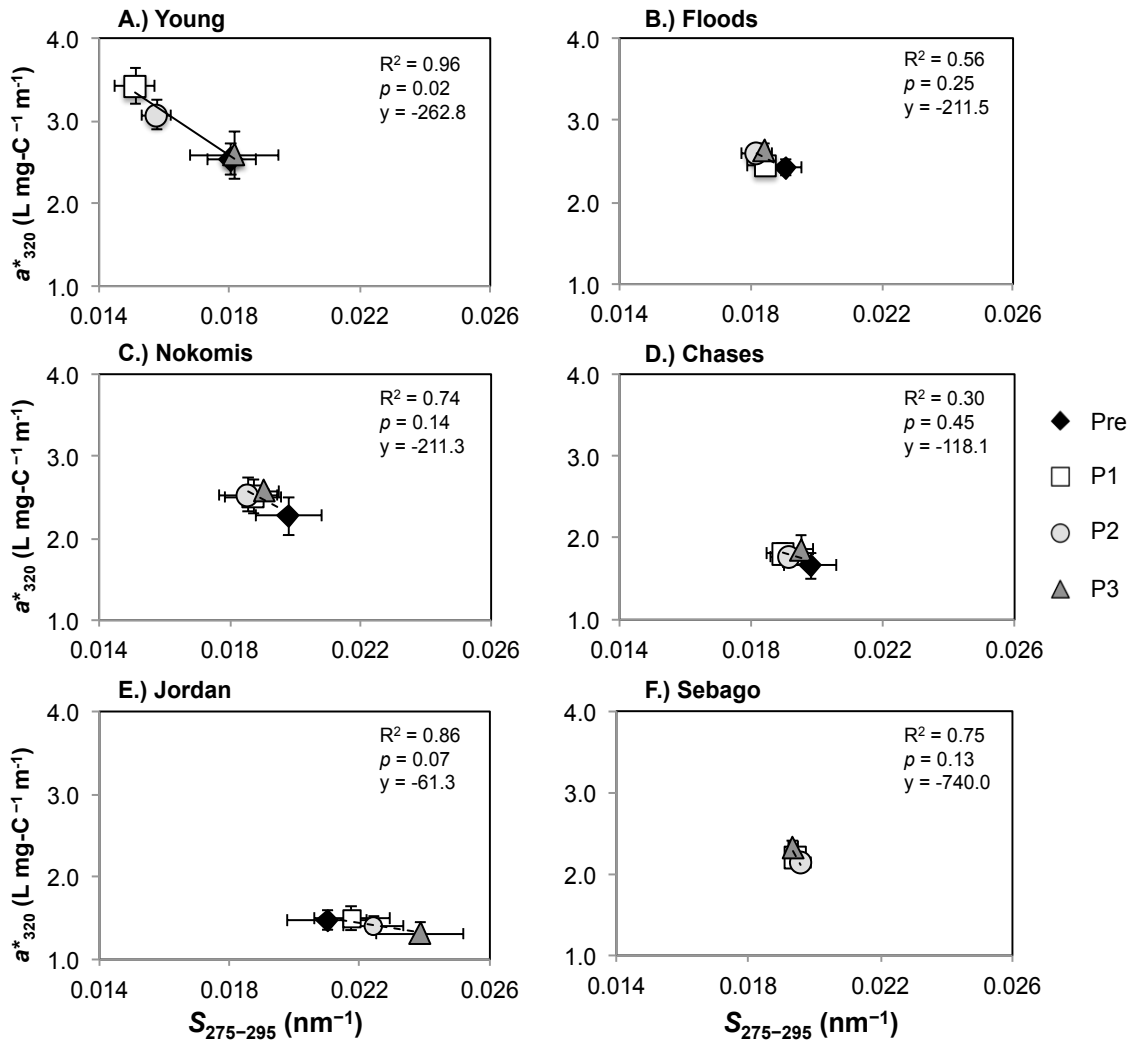 A.) Young
4.0
3.0
2.0
1.0
a*320 (L mg-C⁻¹ m⁻¹)
R² = 0.96
p = 0.02
y = -262.8
0.014 0.018 0.022 0.026
B.) Floods
4.0
3.0
2.0
1.0
R² = 0.56
p = 0.25
y = -211.5
0.014 0.018 0.022 0.026
C.) Nokomis
4.0
3.0
2.0
1.0
a*320 (L mg-C⁻¹ m⁻¹)
R² = 0.74
p = 0.14
y = -211.3
0.014 0.018 0.022 0.026
D.) Chases
4.0
3.0
2.0
1.0
R² = 0.30
p = 0.45
y = -118.1
0.014 0.018 0.022 0.026
Pre
P1
P2
P3
E.) Jordan
4.0
3.0
2.0
1.0
a*320 (L mg-C⁻¹ m⁻¹)
R² = 0.86
p = 0.07
y = -61.3
0.014 0.018 0.022 0.026
S275–295 (nm⁻¹)
F.) Sebago
4.0
3.0
2.0
1.0
R² = 0.75
p = 0.13
y = -740.0
0.014 0.018 0.022 0.026
S275–295 (nm⁻¹)